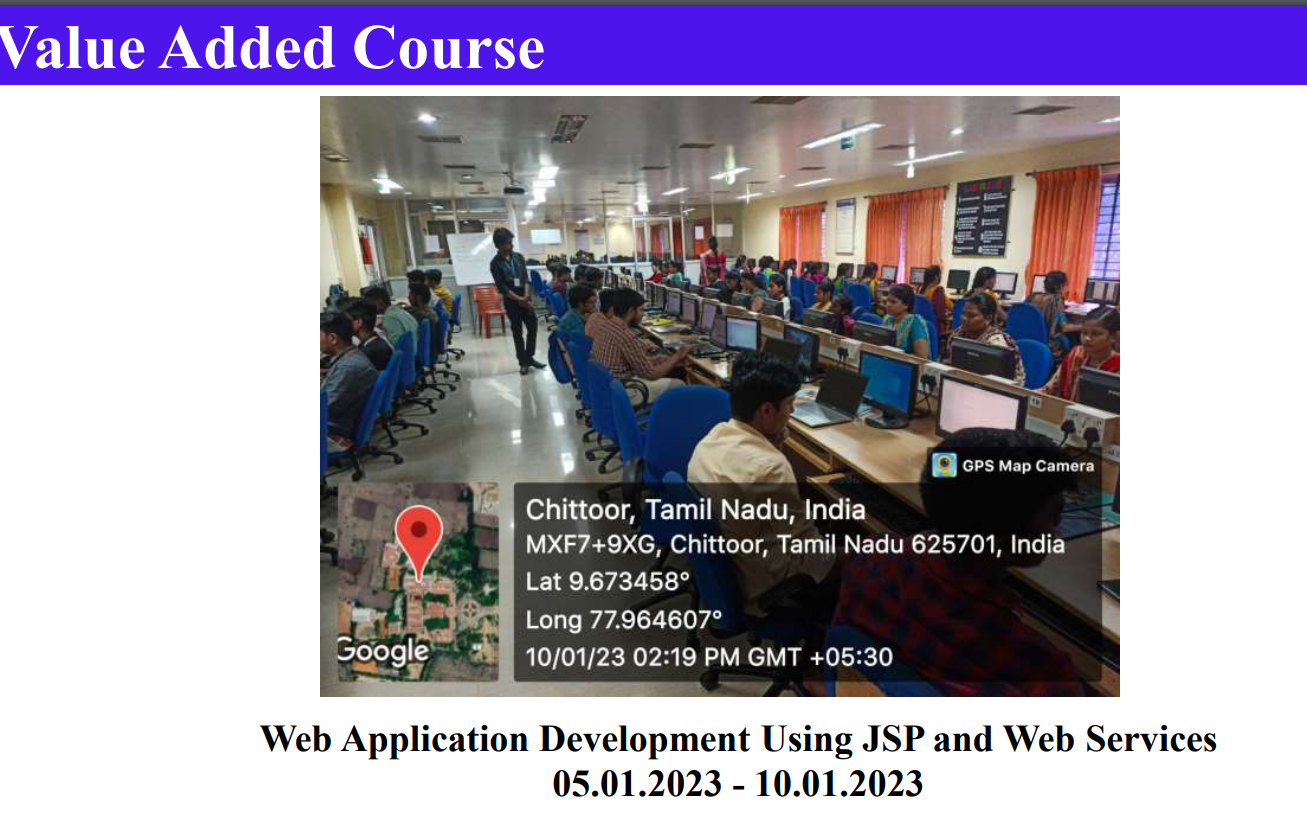 Value Added Course
GPS Map Camera
Chittoor, Tamil Nadu, India
MXF7+9XG, Chittoor, Tamil Nadu 625701, India
Lat 9.673458°
Long 77.964607°
10/01/23 02:19 PM GMT +05:30
Google
Web Application Development Using JSP and Web Services
05.01.2023 - 10.01.2023